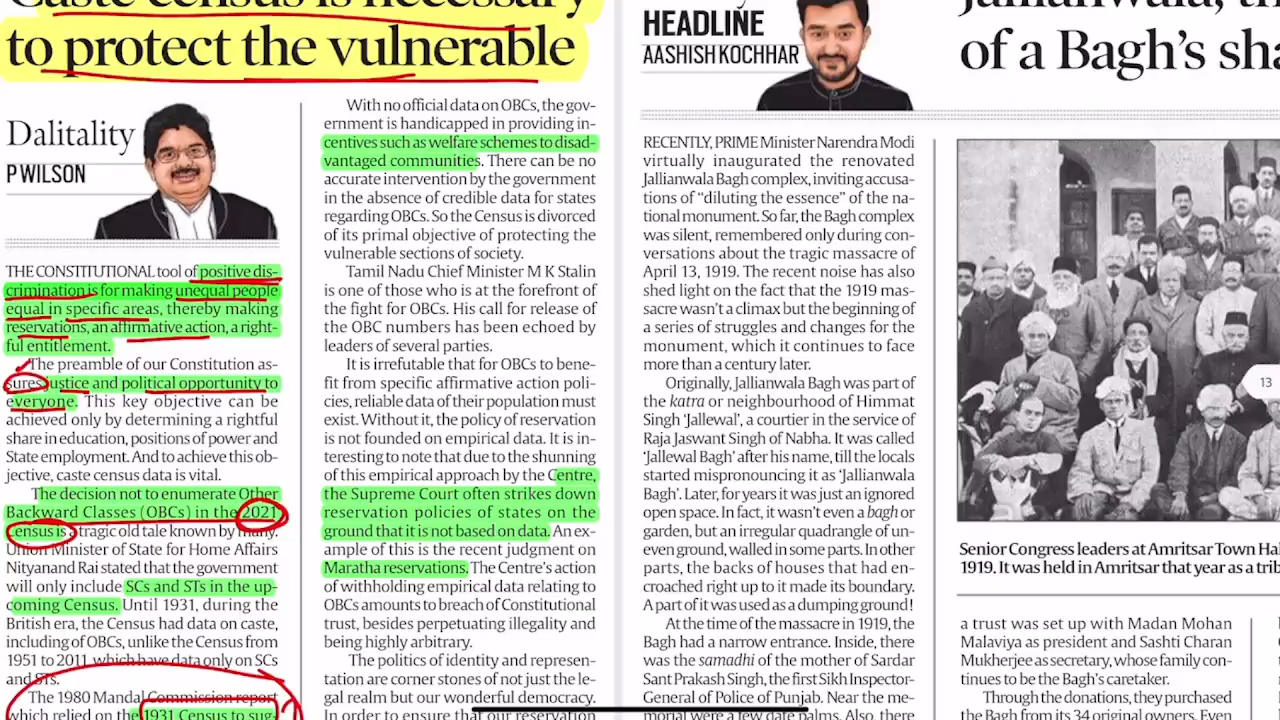 Caste census is necessary
to protect the vulnerable
Dalitality
P WILSON
THE CONSTITUTIONAL tool of positive dis-
crimination is for making unequal people
equal in specific areas, thereby making
reservations, an affirmative action, a right-
ful entitlement.
The preamble of our Constitution as-
sures justice and political opportunity to
everyone. This key objective can be
achieved only by determining a rightful
share in education, positions of power and
State employment. And to achieve this ob-
jective, caste census data is vital.
The decision not to enumerate Other
Backward Classes (OBCs) in the 2021
Census is a tragic old tale known by many.
Union Minister of State for Home Affairs
Nityanand Rai stated that the government
will only include SCs and STs in the up-
coming Census. Until 1931, during the
British era, the Census had data on caste,
including of OBCs, unlike the Census from
1951 to 2011, which have data only on SCs
and STs.
The 1980 Mandal Commission report
which relied on the 1931 Census to sug-
With no official data on OBCs, the gov-
ernment is handicapped in providing in-
centives such as welfare schemes to disad-
vantaged communities. There can be no
accurate intervention by the government
in the absence of credible data for states
regarding OBCs. So the Census is divorced
of its primal objective of protecting the
vulnerable sections of society.
Tamil Nadu Chief Minister M K Stalin
is one of those who is at the forefront of
the fight for OBCs. His call for release of
the OBC numbers has been echoed by
leaders of several parties.
It is irrefutable that for OBCs to bene-
fit from specific affirmative action poli-
cies, reliable data of their population must
exist. Without it, the policy of reservation
is not founded on empirical data. It is in-
teresting to note that due to the shunning
of this empirical approach by the Centre,
the Supreme Court often strikes down
reservation policies of states on the
ground that it is not based on data. An ex-
ample of this is the recent judgment on
Maratha reservations. The Centre's action
of withholding empirical data relating to
OBCs amounts to breach of Constitutional
trust, besides perpetuating illegality and
being highly arbitrary.
The politics of identity and represen-
tation are corner stones of not just the le-
gal realm but our wonderful democracy.
In order to ensure that our reservation
HEADLINE
AASHISH KOCHHAR
RECENTLY, PRIME Minister Narendra Modi
virtually inaugurated the renovated
Jallianwala Bagh complex, inviting accusa-
tions of "diluting the essence" of the na-
tional monument. So far, the Bagh complex
was silent, remembered only during con-
versations about the tragic massacre of
April 13, 1919. The recent noise has also
shed light on the fact that the 1919 mas-
sacre wasn't a climax but the beginning of
a series of struggles and changes for the
monument, which it continues to face
more than a century later.
Originally, Jallianwala Bagh was part of
the katra or neighbourhood of Himmat
Singh 'Jallewal', a courtier in the service of
Raja Jaswant Singh of Nabha. It was called
'Jallewal Bagh' after his name, till the locals
started mispronouncing it as 'Jallianwala
Bagh'. Later, for years it was just an ignored
open space. In fact, it wasn't even a bagh or
garden, but an irregular quadrangle of un-
even ground, walled in some parts. In other
parts, the backs of houses that had en-
croached right up to it made its boundary.
A part of it was used as a dumping ground!
At the time of the massacre in 1919, the
Bagh had a narrow entrance. Inside, there
was the samadhi of the mother of Sardar
Sant Prakash Singh, the first Sikh Inspector-
General of Police of Punjab. Near the me-
morial were a few date palms. Also, there
Jallianwala, th
of a Bagh's sha
13
Senior Congress leaders at Amritsar Town Hal
1919. It was held in Amritsar that year as a trib
a trust was set up with Madan Mohan
Malaviya as president and Sashti Charan
Mukherjee as secretary, whose family con-
tinues to be the Bagh's caretaker.
Through the donations, they purchased
the Bagh from its 34 original owners. Even